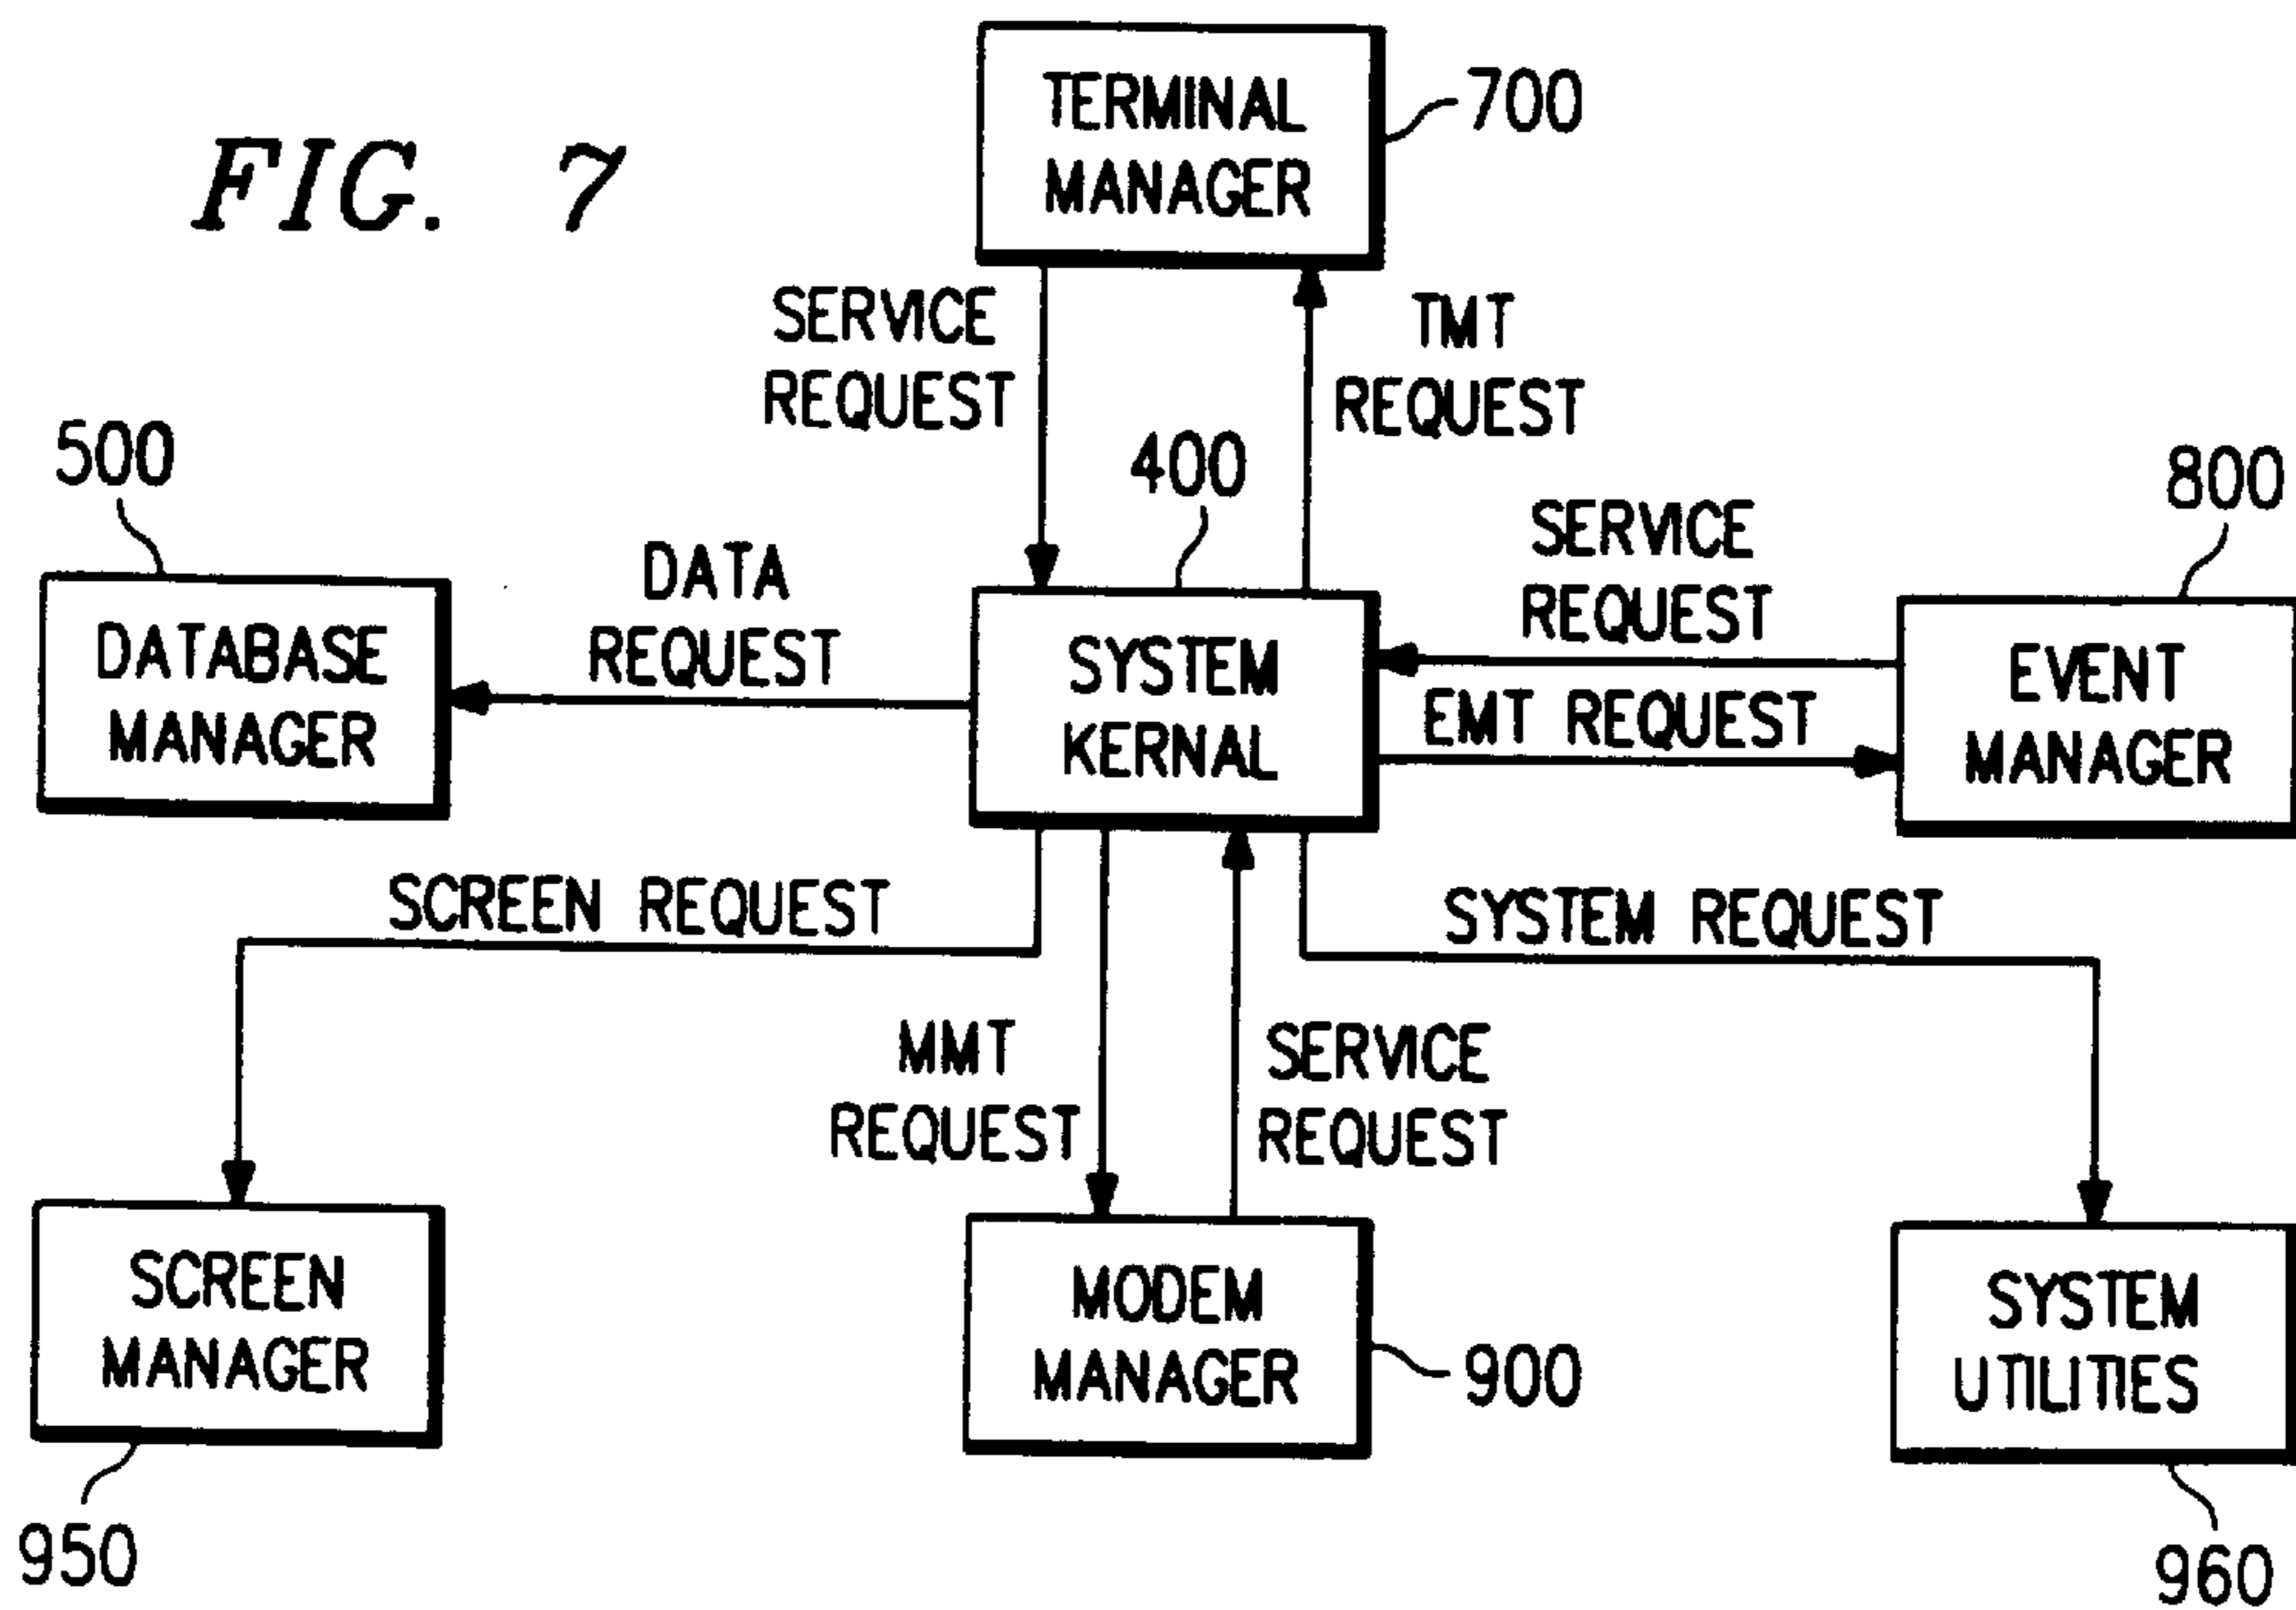 FIG. 7
TERMINAL
MANAGER
700
SERVICE
REQUEST
TMT
REQUEST
500
400
800
DATABASE
MANAGER
DATA
REQUEST
SYSTEM
KERNAL
SERVICE
REQUEST
EMT REQUEST
EVENT
MANAGER
SCREEN REQUEST
SYSTEM REQUEST
MMT
REQUEST
SERVICE
REQUEST
SCREEN
MANAGER
950
MODEM
MANAGER
900
SYSTEM
UTILITIES
960